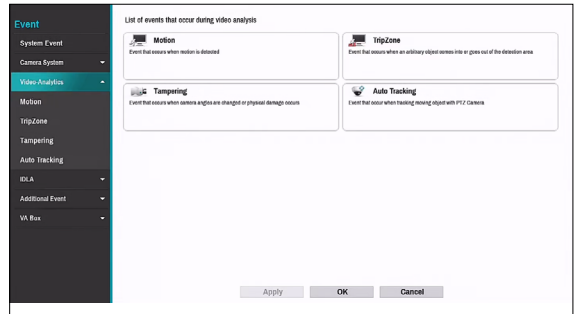 Event
System Event
Camera System
Video-Analytics
Motion
TripZone
Tampering
Auto Tracking
IDLA
Additional Event
VA Box
List of events that occur during video analysis
Motion
Event that occurs when motion is detected
TripZone
Event that occurs when an arbitrary object comes into or goes out of the detection area
Tampering
Event that occurs when camera angles are changed or physical damage occurs
Auto Tracking
Event that occur when tracking moving object with PTZ Camera
Apply
OK
Cancel